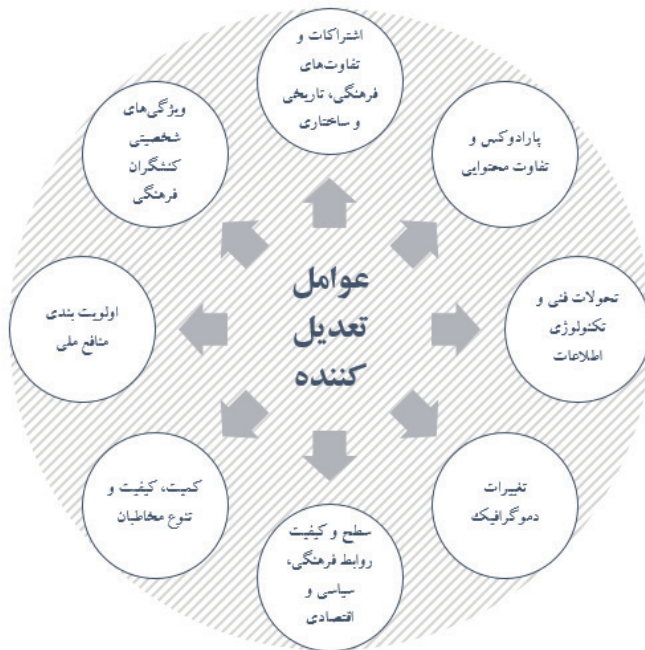 اشتراکات و
تفاوت‌های
فرهنگی، تاریخی
و ساختاری
پارادوکس و
تفاوت محتوایی
تحولات فنی و
تکنولوژی
اطلاعات
تغییرات
دموگرافیک
سطح و کیفیت
روابط فرهنگی،
سیاسی و
اقتصادی
کمیت، کیفیت و
تنوع مخاطبان
اولویت بندی
منافع ملی
ویژگی‌های
شخصیتی
کنشگران
فرهنگی
عوامل
تعدیل
کننده